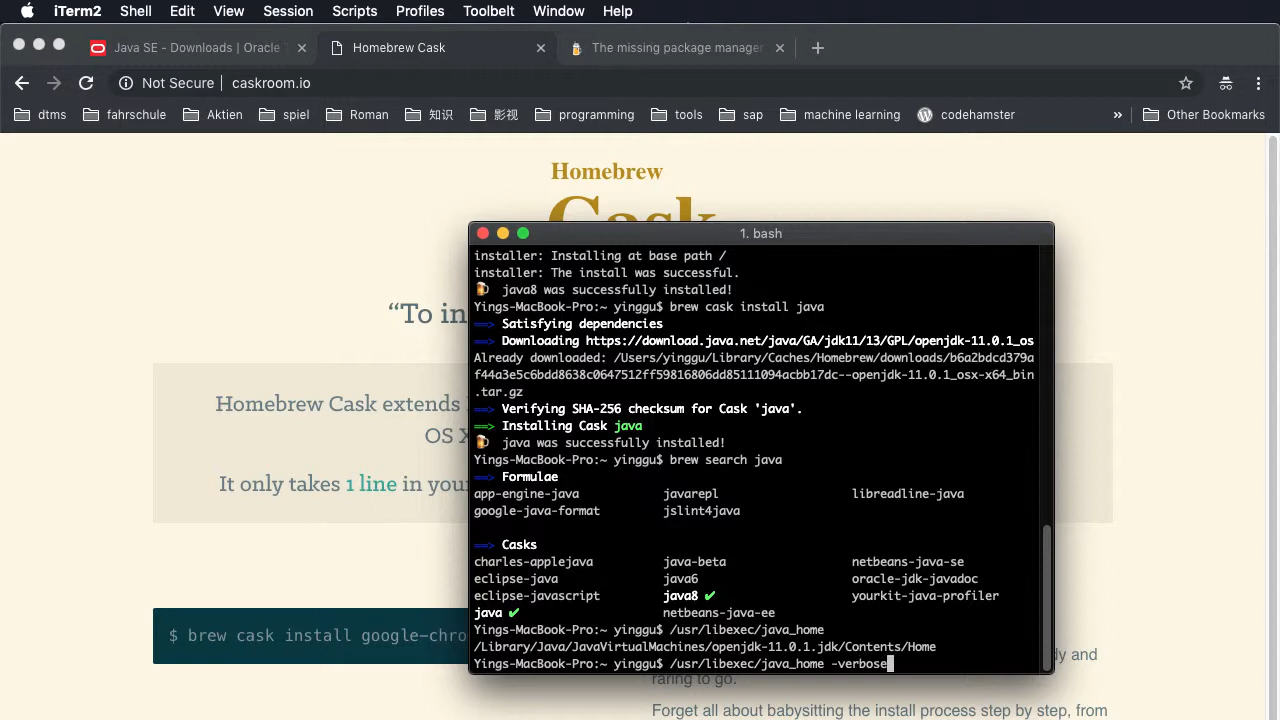 iTerm2 Shell Edit View Session Scripts Profiles Toolbelt Window Help
Java SE - Downloads | Oracle Homebrew Cask The missing package manager
Not Secure caskroom.io
dtms fahrschule Aktien spiel Roman 知识 影视 programming tools sap machine learning codehamster » Other Bookmarks
Homebrew
Cask
“To in
Homebrew Cask extends
OS X
It only takes 1 line in your
$ brew cask install google-chro
dy and
raring to go.
Forget all about babysitting the install process step by step, from
1. bash
installer: Installing at base path /
installer: The install was successful.
🍺 java8 was successfully installed!
Yings-MacBook-Pro:~ yinggu$ brew cask install java
==> Satisfying dependencies
==> Downloading https://download.java.net/java/GA/jdk11/13/GPL/openjdk-11.0.1_os
Already downloaded: /Users/yinggu/Library/Caches/Homebrew/downloads/b6a2bdcd379a
f44a3e5c6bdd8638c0647512ff59816806dd85111094acbb17dc--openjdk-11.0.1_osx-x64_bin
.tar.gz
==> Verifying SHA-256 checksum for Cask 'java'.
==> Installing Cask java
🍺 java was successfully installed!
Yings-MacBook-Pro:~ yinggu$ brew search java
==> Formulae
app-engine-java javarepl libreadline-java
google-java-format jslint4java
==> Casks
charles-applejava java-beta netbeans-java-se
eclipse-java java6 oracle-jdk-javadoc
eclipse-javascript java8 ✔ yourkit-java-profiler
java ✔ netbeans-java-ee
Yings-MacBook-Pro:~ yinggu$ /usr/libexec/java_home
/Library/Java/JavaVirtualMachines/openjdk-11.0.1.jdk/Contents/Home
Yings-MacBook-Pro:~ yinggu$ /usr/libexec/java_home -verbose